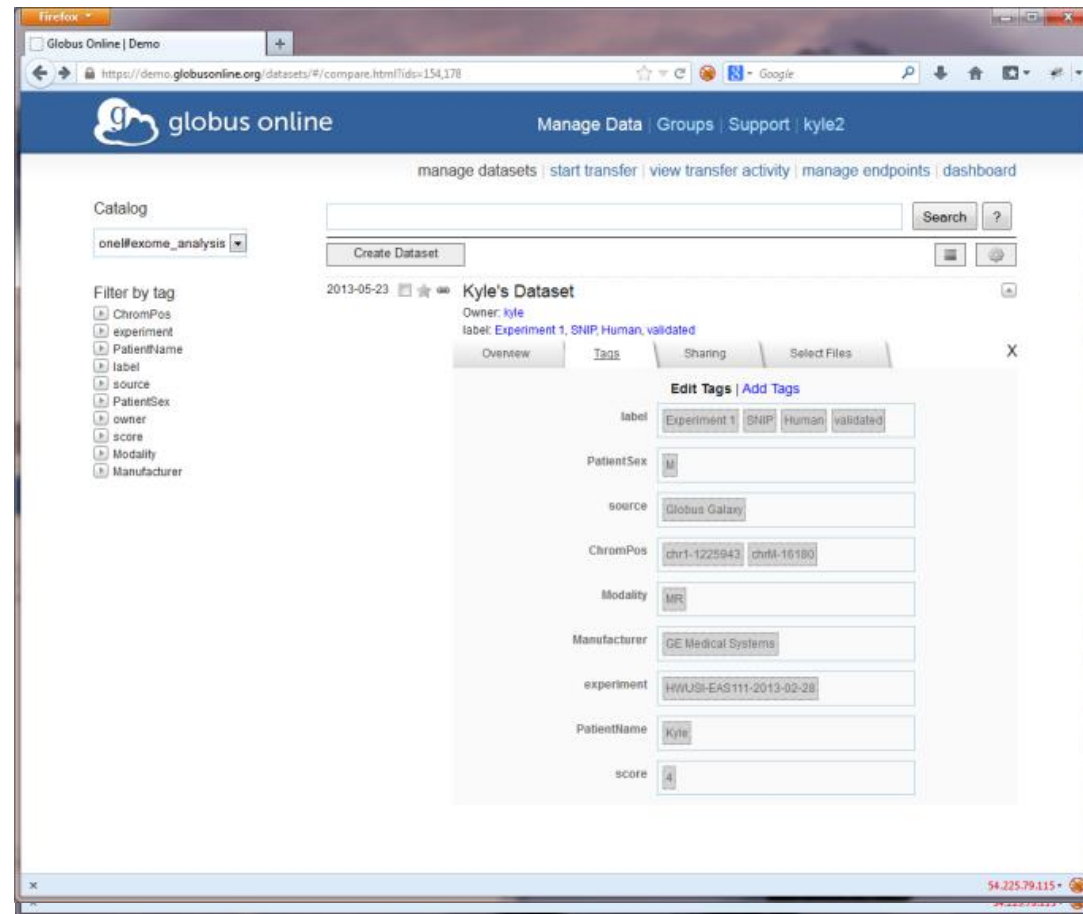 Firefox
Globus Online | Demo
+
https://demo.globusonline.org/datasets/#/compare.html?ids=154,178
Google
globus online
Manage Data | Groups | Support | kyle2
manage datasets | start transfer | view transfer activity | manage endpoints | dashboard
Catalog
Search ?
onel#exome_analysis
Create Dataset
Filter by tag
ChromPos
experiment
PatientName
label
source
PatientSex
owner
score
Modality
Manufacturer
2013-05-23
Kyle's Dataset
Owner: kyle
label: Experiment 1, SNIP, Human, validated
Overview Tags Sharing Select Files X
Edit Tags | Add Tags
label Experiment 1 SNIP Human validated
PatientSex M
source Globus Galaxy
ChromPos chr1-1225943 chrM-16180
Modality MR
Manufacturer GE Medical Systems
experiment HWUSI-EAS111-2013-02-28
PatientName Kyle
score 4
x 54.225.79.115